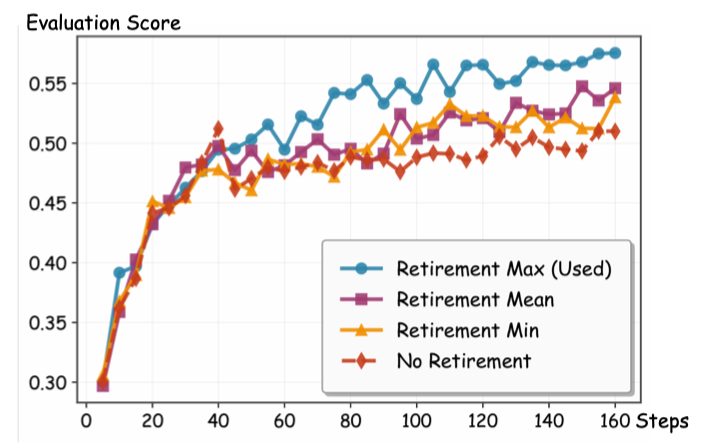 Evaluation Score
0.55
0.50
0.45
0.40
0.35
0.30
Retirement Max (Used)
Retirement Mean
Retirement Min
No Retirement
0 20 40 60 80 100 120 140 160 Steps